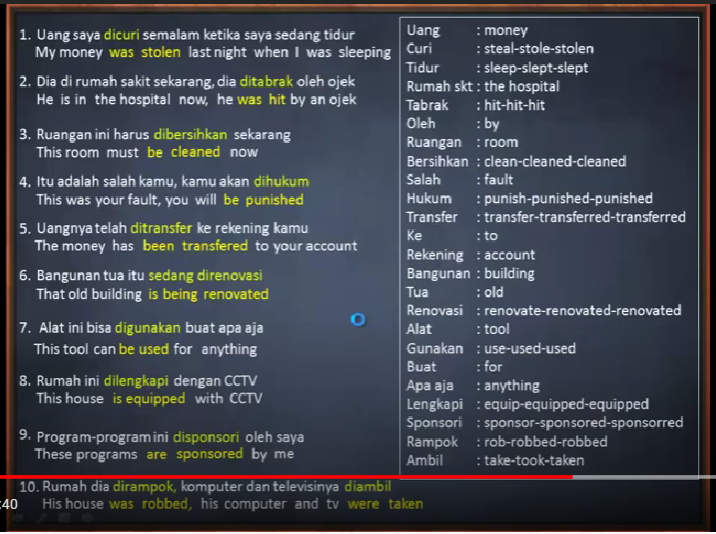 1. Uang saya dicuri semalam ketika saya sedang tidur
My money was stolen last night when I was sleeping
2. Dia di rumah sakit sekarang, dia ditabrak oleh ojek
He is in the hospital now, he was hit by an ojek
3. Ruangan ini harus dibersihkan sekarang
This room must be cleaned now
4. Itu adalah salah kamu, kamu akan dihukum
This was your fault, you will be punished
5. Uangnya telah ditransfer ke rekening kamu
The money has been transfered to your account
6. Bangunan tua itu sedang direnovasi
That old building is being renovated
7. Alat ini bisa digunakan buat apa aja
This tool can be used for anything
8. Rumah ini dilengkapi dengan CCTV
This house is equipped with CCTV
9. Program-program ini disponsori oleh saya
These programs are sponsored by me
10. Rumah dia dirampok, komputer dan televisinya diambil
His house was robbed, his computer and tv were taken
Uang : money
Curi : steal-stole-stolen
Tidur : sleep-slept-slept
Rumah skt : the hospital
Tabrak : hit-hit-hit
Oleh : by
Ruangan : room
Bersihkan : clean-cleaned-cleaned
Salah : fault
Hukum : punish-punished-punished
Transfer : transfer-transferred-transferred
Ke : to
Rekening : account
Bangunan : building
Tua : old
Renovasi : renovate-renovated-renovated
Alat : tool
Gunakan : use-used-used
Buat : for
Apa aja : anything
Lengkapi : equip-equipped-equipped
Sponsori : sponsor-sponsored-sponsorred
Rampok : rob-robbed-robbed
Ambil : take-took-taken
:40